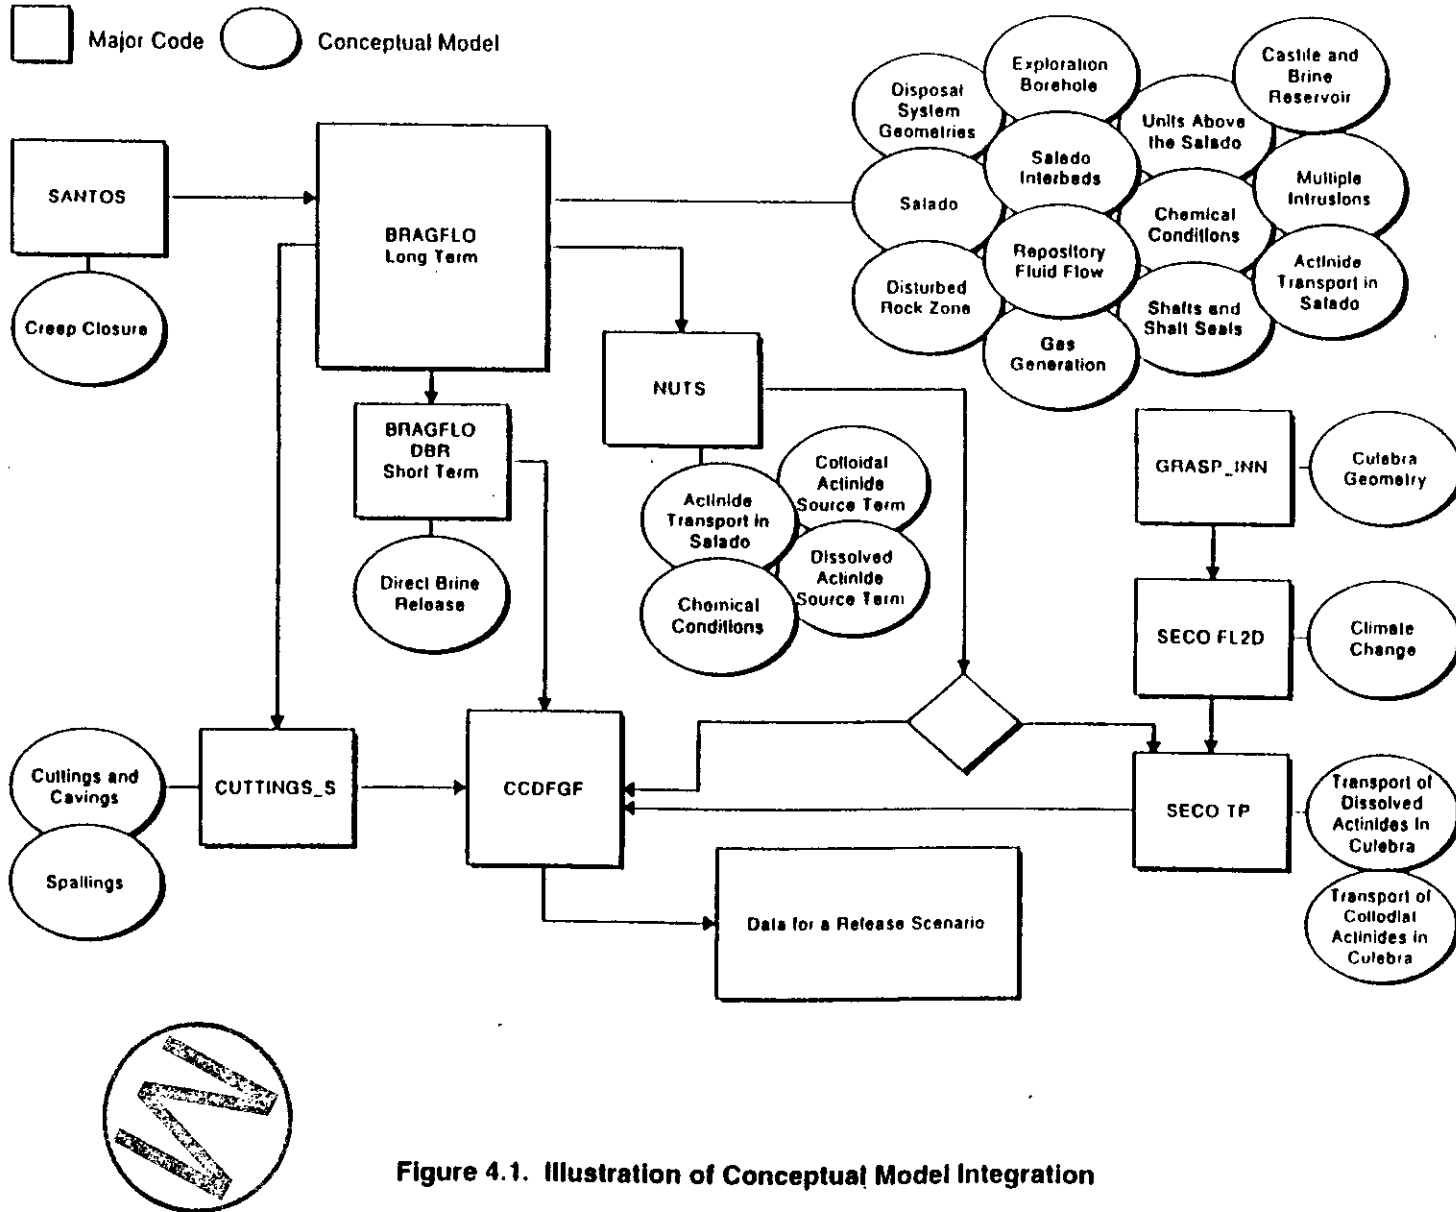 Major Code
Conceptual Model
SANTOS
Creep Closure
BRAGFLO
Long Term
Disposal
System
Geometries
Exploration
Borehole
Units Above
the Salado
Castile and
Brine
Reservoir
Salado
Salado
Interbeds
Chemical
Conditions
Multiple
Intrusions
Disturbed
Rock Zone
Repository
Fluid Flow
Gas
Generation
Shafts and
Shaft Seals
Actinide
Transport in
Salado
BRAGFLO
DBR
Short Term
Direct Brine
Release
NUTS
Actinide
Transport in
Salado
Colloidal
Actinide
Source Term
Chemical
Conditions
Dissolved
Actinide
Source Term
GRASP_INN
Culebra
Geometry
SECO FL2D
Climate
Change
Cuttings and
Cavings
Spallings
CUTTINGS_S
CCDFGF
SECO TP
Transport of
Dissolved
Actinides in
Culebra
Transport of
Collodial
Actinides in
Culebra
Data for a Release Scenario
Figure 4.1. Illustration of Conceptual Model Integration